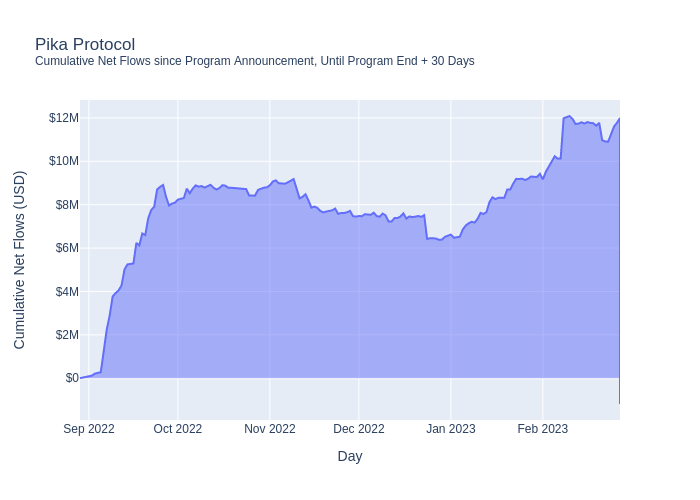 Pika Protocol
Cumulative Net Flows since Program Announcement, Until Program End + 30 Days
Cumulative Net Flows (USD)
$12M
$10M
$8M
$6M
$4M
$2M
$0
Sep 2022 Oct 2022 Nov 2022 Dec 2022 Jan 2023 Feb 2023
Day